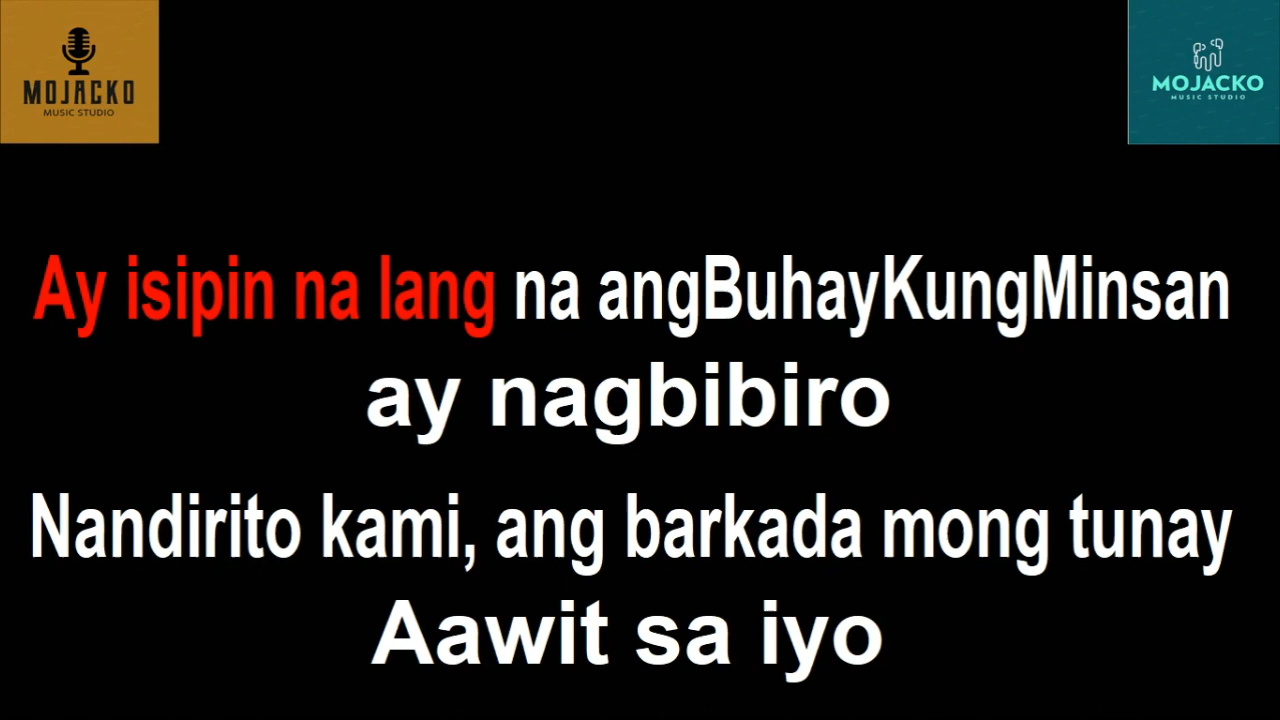 MOJACKO
MUSIC STUDIO
MOJACKO
MUSIC STUDIO
Ay isipin na lang na angBuhayKungMinsan
ay nagbibiro
Nandirito kami, ang barkada mong tunay
Aawit sa iyo